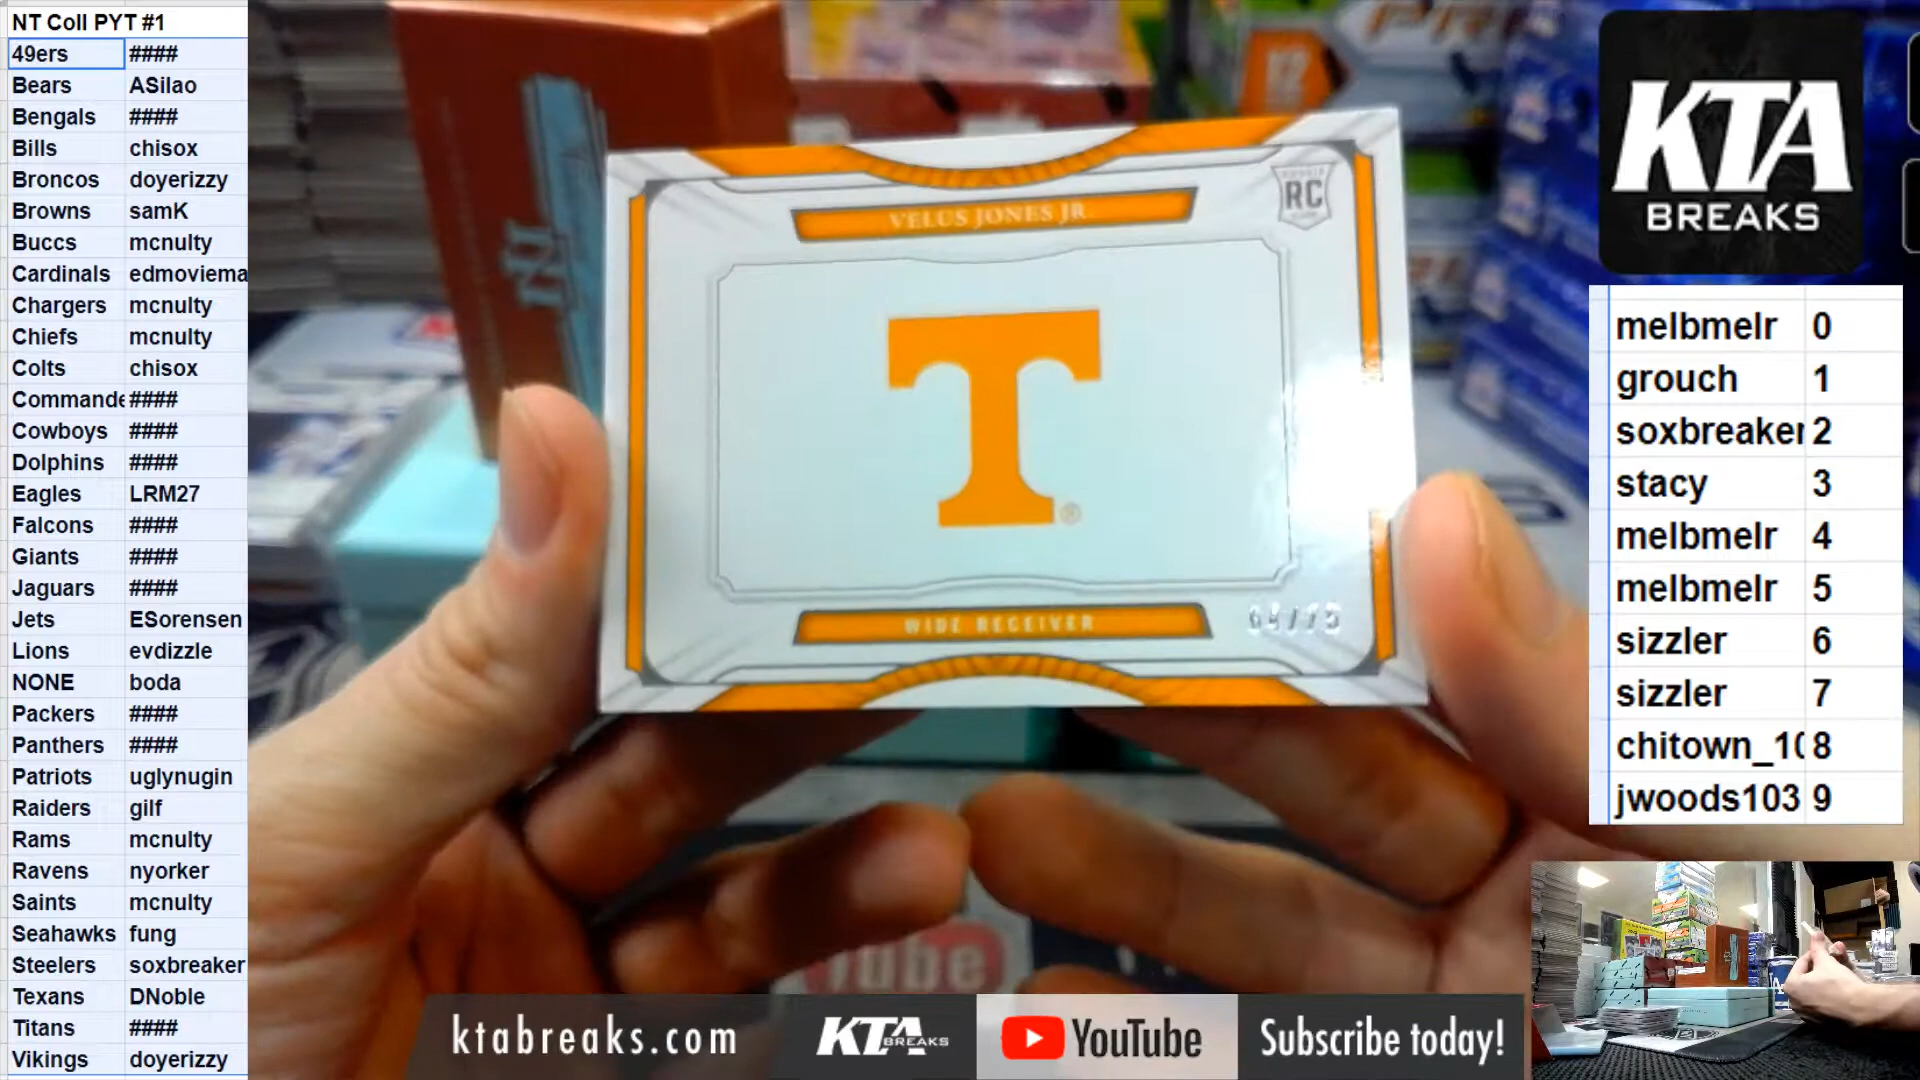 NT Coll PYT #1
49ers ####
Bears ASilao
Bengals ####
Bills chisox
Broncos doyerizzy
Browns samK
Buccs mcnulty
Cardinals edmoviema
Chargers mcnulty
Chiefs mcnulty
Colts chisox
Commande ####
Cowboys ####
Dolphins ####
Eagles LRM27
Falcons ####
Giants ####
Jaguars ####
Jets ESorensen
Lions evdizzle
NONE boda
Packers ####
Panthers ####
Patriots uglynugin
Raiders gilf
Rams mcnulty
Ravens nyorker
Saints mcnulty
Seahawks fung
Steelers soxbreaker
Texans DNoble
Titans ####
Vikings doyerizzy
VELUS JONES JR.
RC
T
®
WIDE RECEIVER
Tube
KTA
BREAKS
melbmelr 0
grouch 1
soxbreaker 2
stacy 3
melbmelr 4
melbmelr 5
sizzler 6
sizzler 7
chitown_10 8
jwoods103 9
ktabreaks.com
KTA
BREAKS
YouTube
Subscribe today!